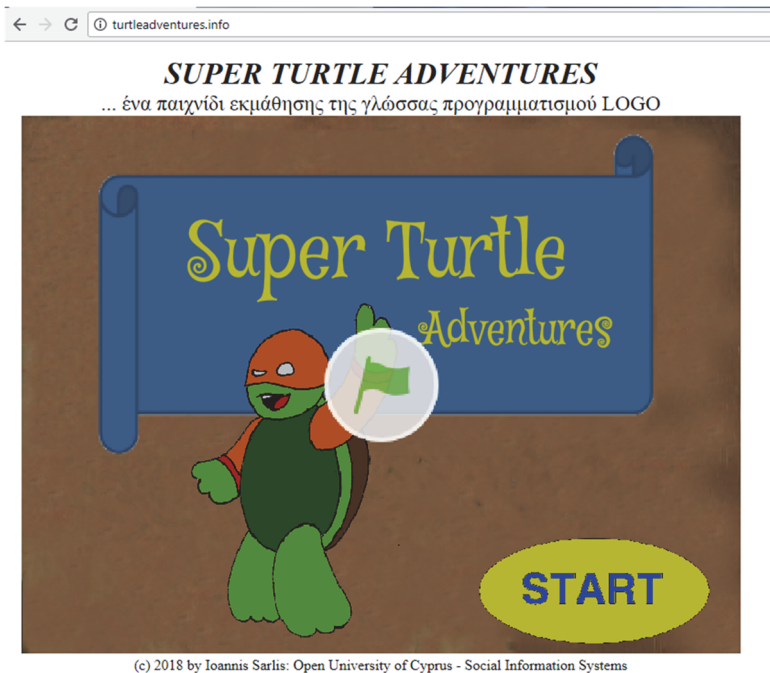 turtleadventures.info
SUPER TURTLE ADVENTURES
... ένα παιχνίδι εκμάθησης της γλώσσας προγραμματισμού LOGO
Super Turtle
Adventures
START
(c) 2018 by Ioannis Sarlis: Open University of Cyprus - Social Information Systems